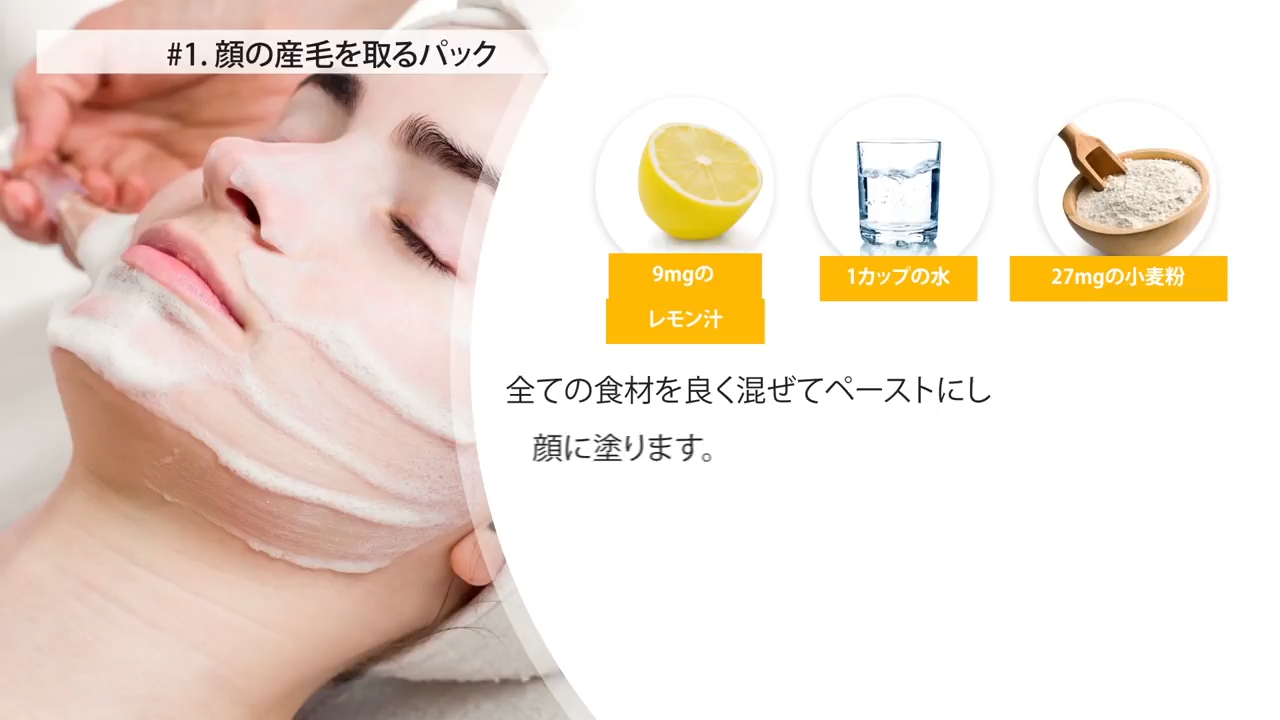 #1. 顔の産毛を取るパック
9mgの
レモン汁
1カップの水
27mgの小麦粉
全ての食材を良く混ぜてペーストにし
顔に塗ります。